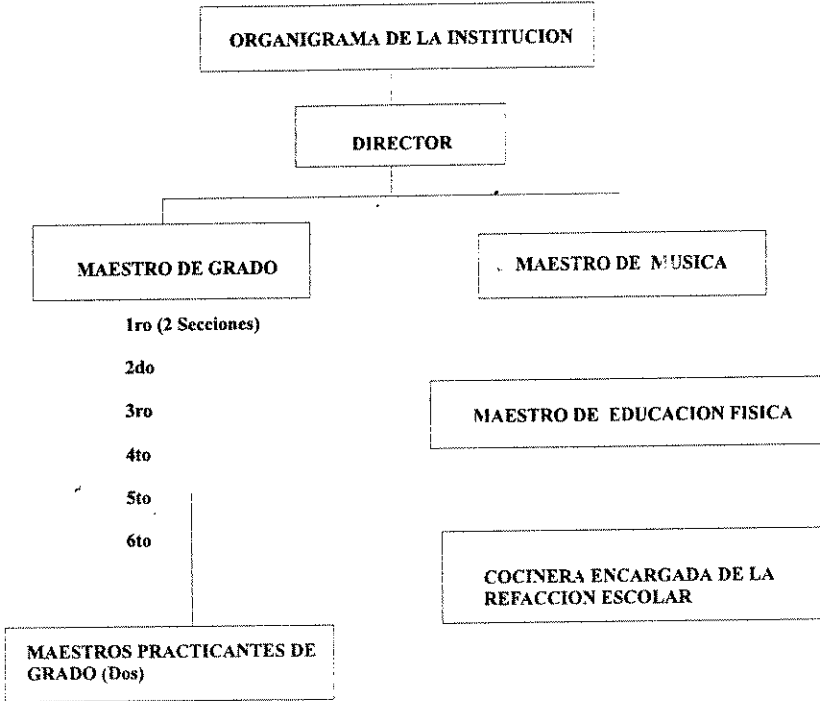 ORGANIGRAMA DE LA INSTITUCION
DIRECTOR
MAESTRO DE GRADO
MAESTRO DE MUSICA
1ro (2 Secciones)
2do
3ro
MAESTRO DE EDUCACION FISICA
4to
5to
6to
COCINERA ENCARGADA DE LA
REFACCION ESCOLAR
MAESTROS PRACTICANTES DE
GRADO (Dos)